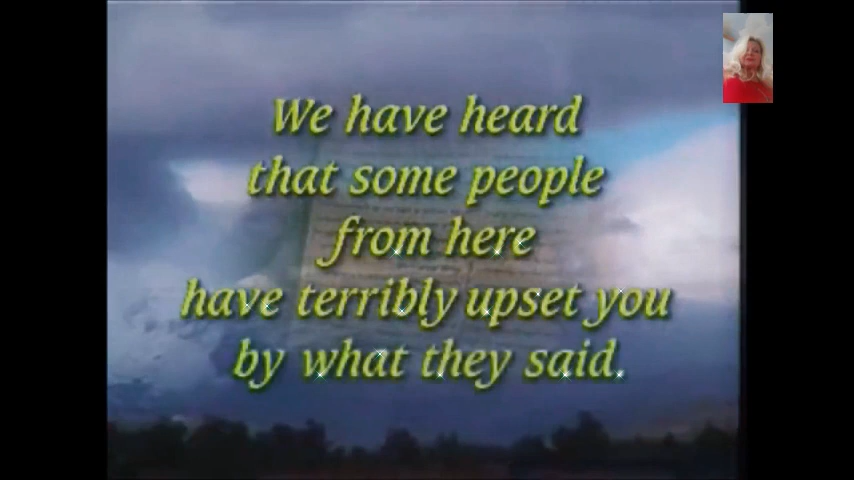 We have heard
that some people
from here
have terribly upset you
by what they said.